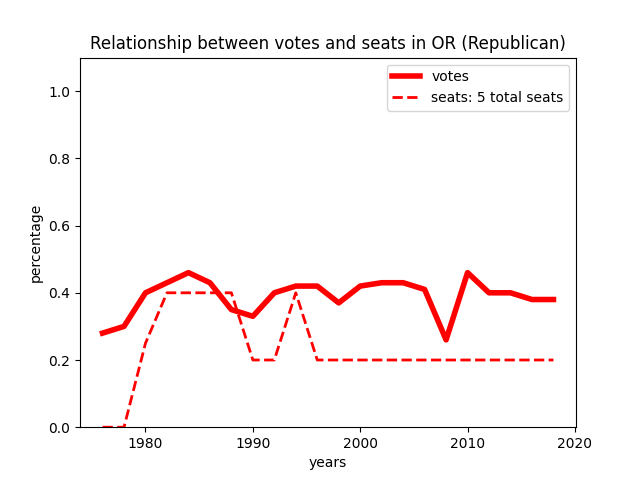 Relationship between votes and seats in OR (Republican)
votes
seats: 5 total seats
1.0
0.8
0.6
0.4
0.2
0.0
percentage
1980 1990 2000 2010 2020
years